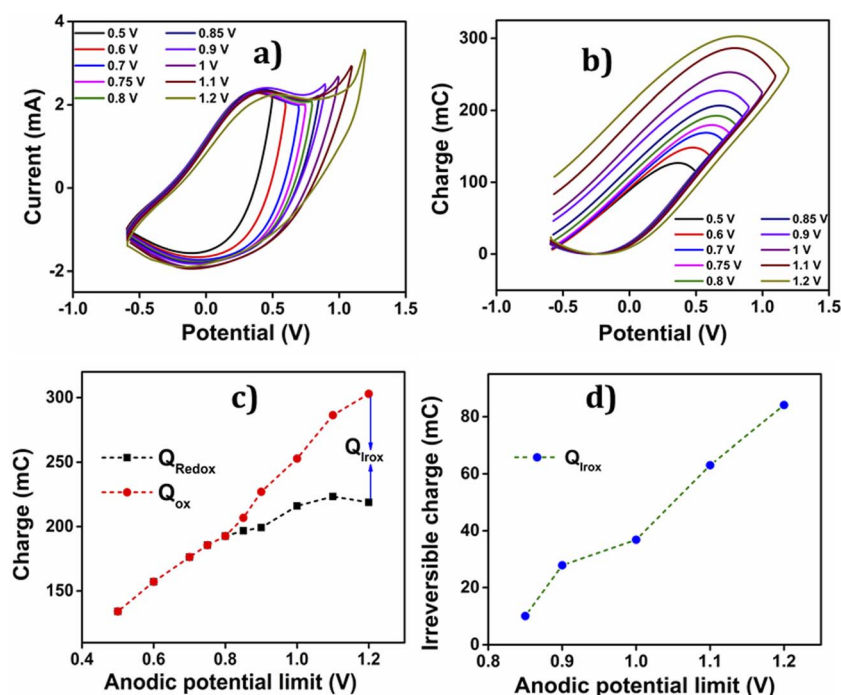 a)
4
2
0
-2
Current (mA)
0.5 V
0.6 V
0.7 V
0.75 V
0.8 V
0.85 V
0.9 V
1 V
1.1 V
1.2 V
-1.0 -0.5 0.0 0.5 1.0 1.5
Potential (V)
b)
300
200
100
0
Charge (mC)
0.5 V
0.6 V
0.7 V
0.75 V
0.8 V
0.85 V
0.9 V
1 V
1.1 V
1.2 V
-1.0 -0.5 0.0 0.5 1.0 1.5
Potential (V)
c)
300
250
200
150
Charge (mC)
QRedox
Qox
QIrox
0.4 0.6 0.8 1.0 1.2
Anodic potential limit (V)
d)
80
60
40
20
0
Irreversible charge (mC)
QIrox
0.8 0.9 1.0 1.1 1.2
Anodic potential limit (V)